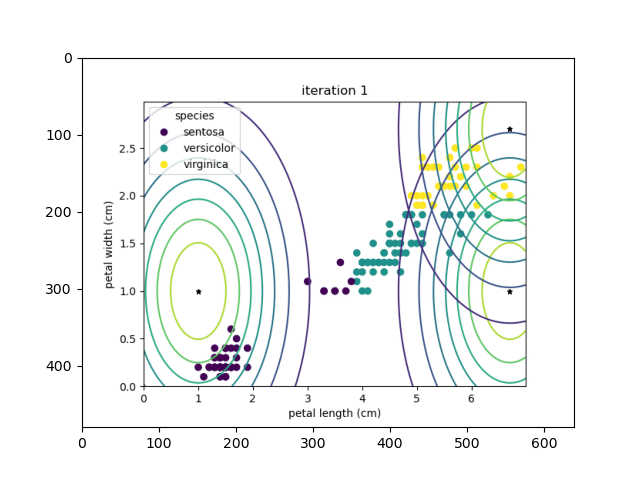 iteration 1
species
sentosa
versicolor
virginica
petal width (cm)
2.5
2.0
1.5
1.0
0.5
0.0
0 1 2 3 4 5 6
petal length (cm)
0
100
200
300
400
0 100 200 300 400 500 600